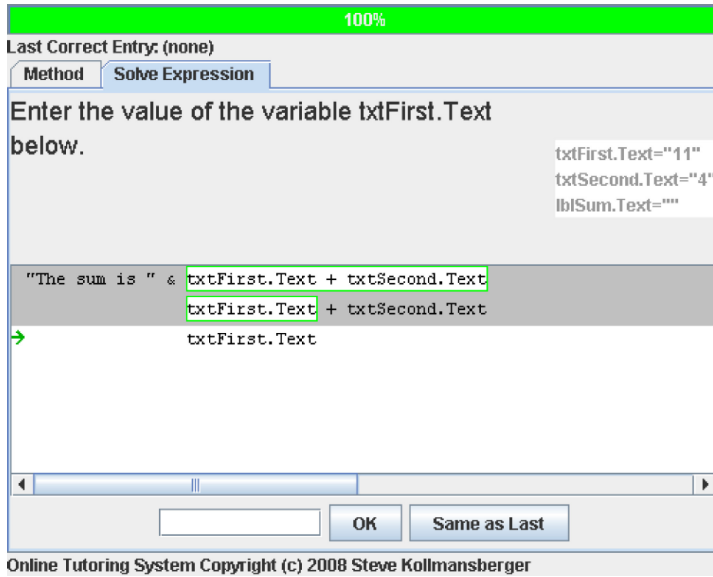 100%
Last Correct Entry: (none)
Method Solve Expression
Enter the value of the variable txtFirst.Text
below.
txtFirst.Text="11"
txtSecond.Text="4"
lblSum.Text=""
"The sum is " & txtFirst.Text + txtSecond.Text
txtFirst.Text + txtSecond.Text
txtFirst.Text
OK Same as Last
Online Tutoring System Copyright (c) 2008 Steve Kollmansberger